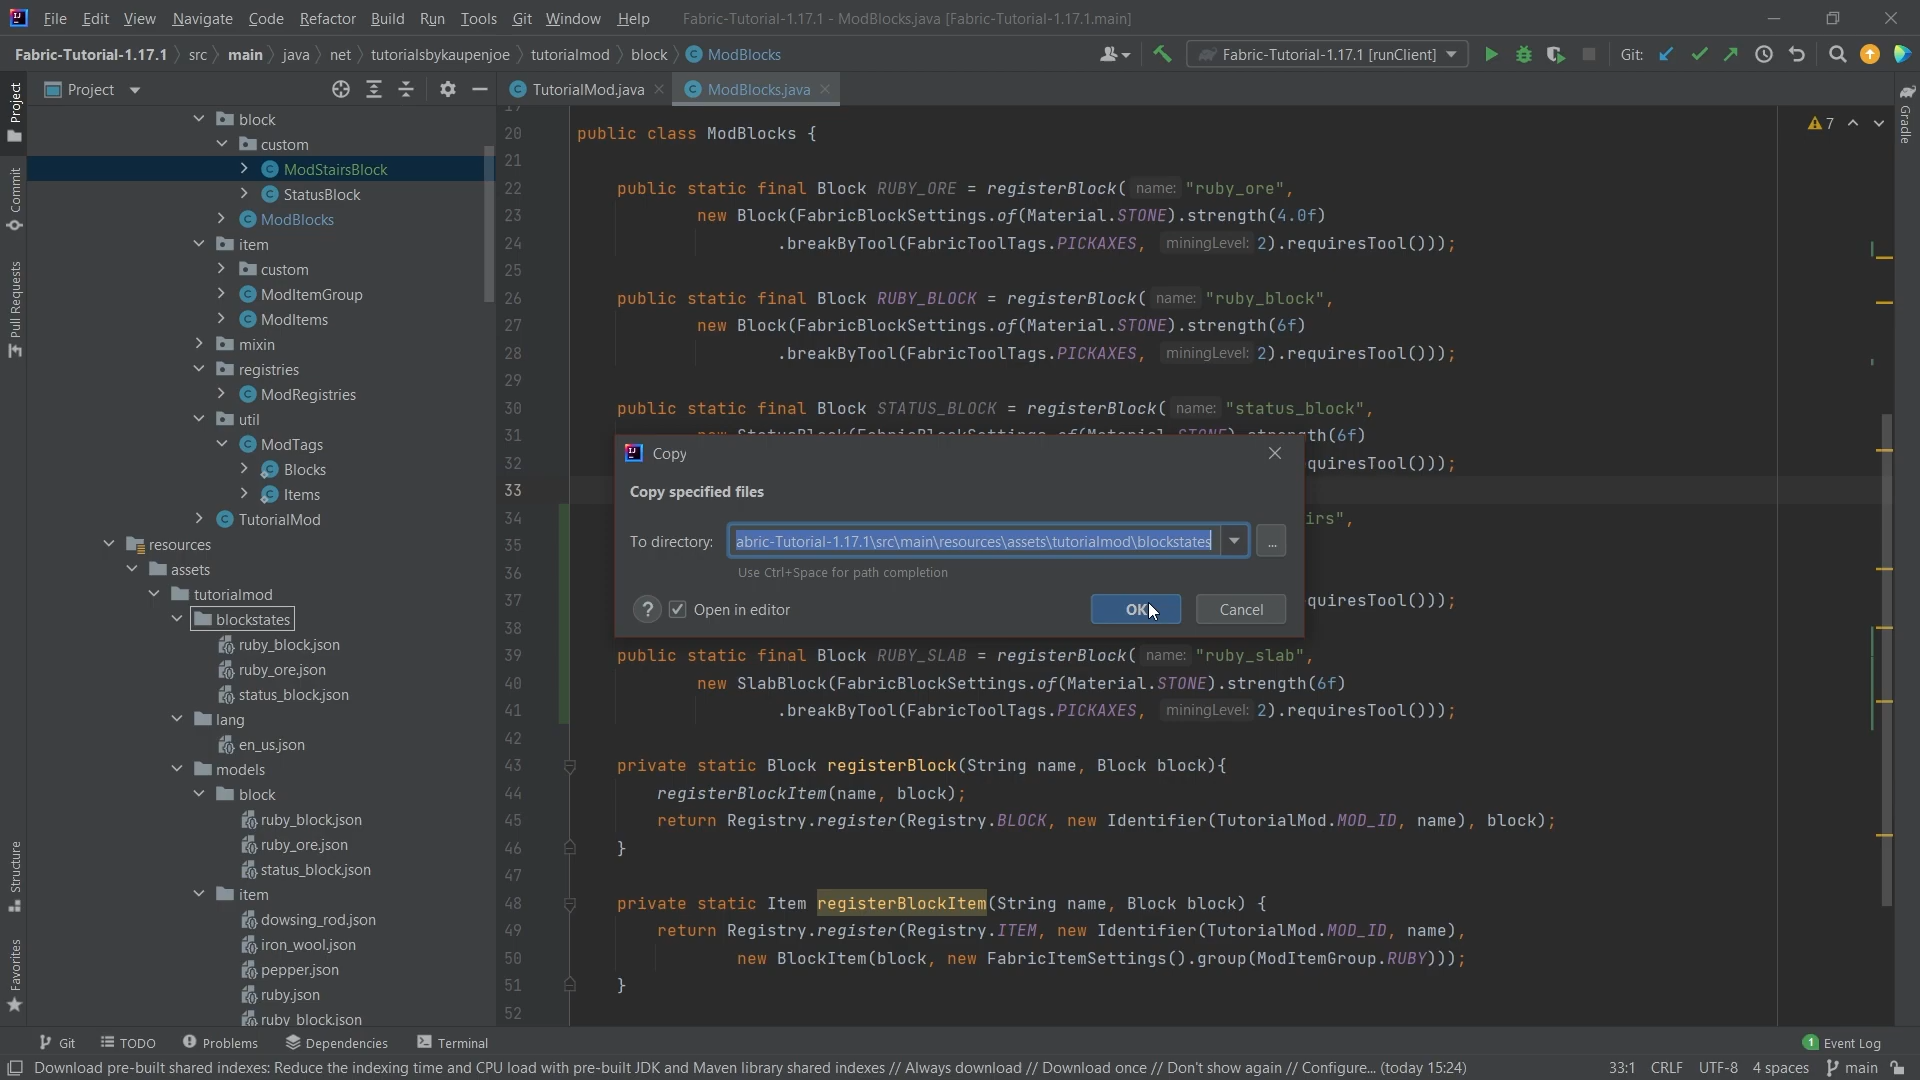 File Edit View Navigate Code Refactor Build Run Tools Git Window Help Fabric-Tutorial-1.17.1 - ModBlocks.java [Fabric-Tutorial-1.17.1.main]
Fabric-Tutorial-1.17.1 src main java net tutorialsbykaupenjoe tutorialmod block ModBlocks Fabric-Tutorial-1.17.1 [runClient] Git:
Project TutorialMod.java ModBlocks.java
Project
Commit
Pull Requests
Structure
Favorites
Gradle
7
block
custom
ModStairsBlock
StatusBlock
ModBlocks
item
custom
ModItemGroup
ModItems
mixin
registries
ModRegistries
util
ModTags
Blocks
Items
TutorialMod
resources
assets
tutorialmod
blockstates
ruby_block.json
ruby_ore.json
status_block.json
lang
en_us.json
models
block
ruby_block.json
ruby_ore.json
status_block.json
item
dowsing_rod.json
iron_wool.json
pepper.json
ruby.json
ruby_block.json
20 public class ModBlocks {
21
22 public static final Block RUBY_ORE = registerBlock( name: "ruby_ore",
23 new Block(FabricBlockSettings.of(Material.STONE).strength(4.0f)
24 .breakByTool(FabricToolTags.PICKAXES, miningLevel: 2).requiresTool()));
25
26 public static final Block RUBY_BLOCK = registerBlock( name: "ruby_block",
27 new Block(FabricBlockSettings.of(Material.STONE).strength(6f)
28 .breakByTool(FabricToolTags.PICKAXES, miningLevel: 2).requiresTool()));
29
30 public static final Block STATUS_BLOCK = registerBlock( name: "status_block",
31 new StatusBlock(FabricBlockSettings.of(Material.STONE).strength(6f)
32 quiresTool()));
33
34 irs",
35
36
37 quiresTool()));
38
39 public static final Block RUBY_SLAB = registerBlock( name: "ruby_slab",
40 new SlabBlock(FabricBlockSettings.of(Material.STONE).strength(6f)
41 .breakByTool(FabricToolTags.PICKAXES, miningLevel: 2).requiresTool()));
42
43 private static Block registerBlock(String name, Block block){
44 registerBlockItem(name, block);
45 return Registry.register(Registry.BLOCK, new Identifier(TutorialMod.MOD_ID, name), block);
46 }
47
48 private static Item registerBlockItem(String name, Block block) {
49 return Registry.register(Registry.ITEM, new Identifier(TutorialMod.MOD_ID, name),
50 new BlockItem(block, new FabricItemSettings().group(ModItemGroup.RUBY)));
51 }
52
Copy
Copy specified files
To directory: abric-Tutorial-1.17.1\src\main\resources\assets\tutorialmod\blockstates ...
Use Ctrl+Space for path completion
? Open in editor OK Cancel
Git TODO Problems Dependencies Terminal 1 Event Log
Download pre-built shared indexes: Reduce the indexing time and CPU load with pre-built JDK and Maven library shared indexes // Always download // Download once // Don't show again // Configure... (today 15:24) 33:1 CRLF UTF-8 4 spaces main